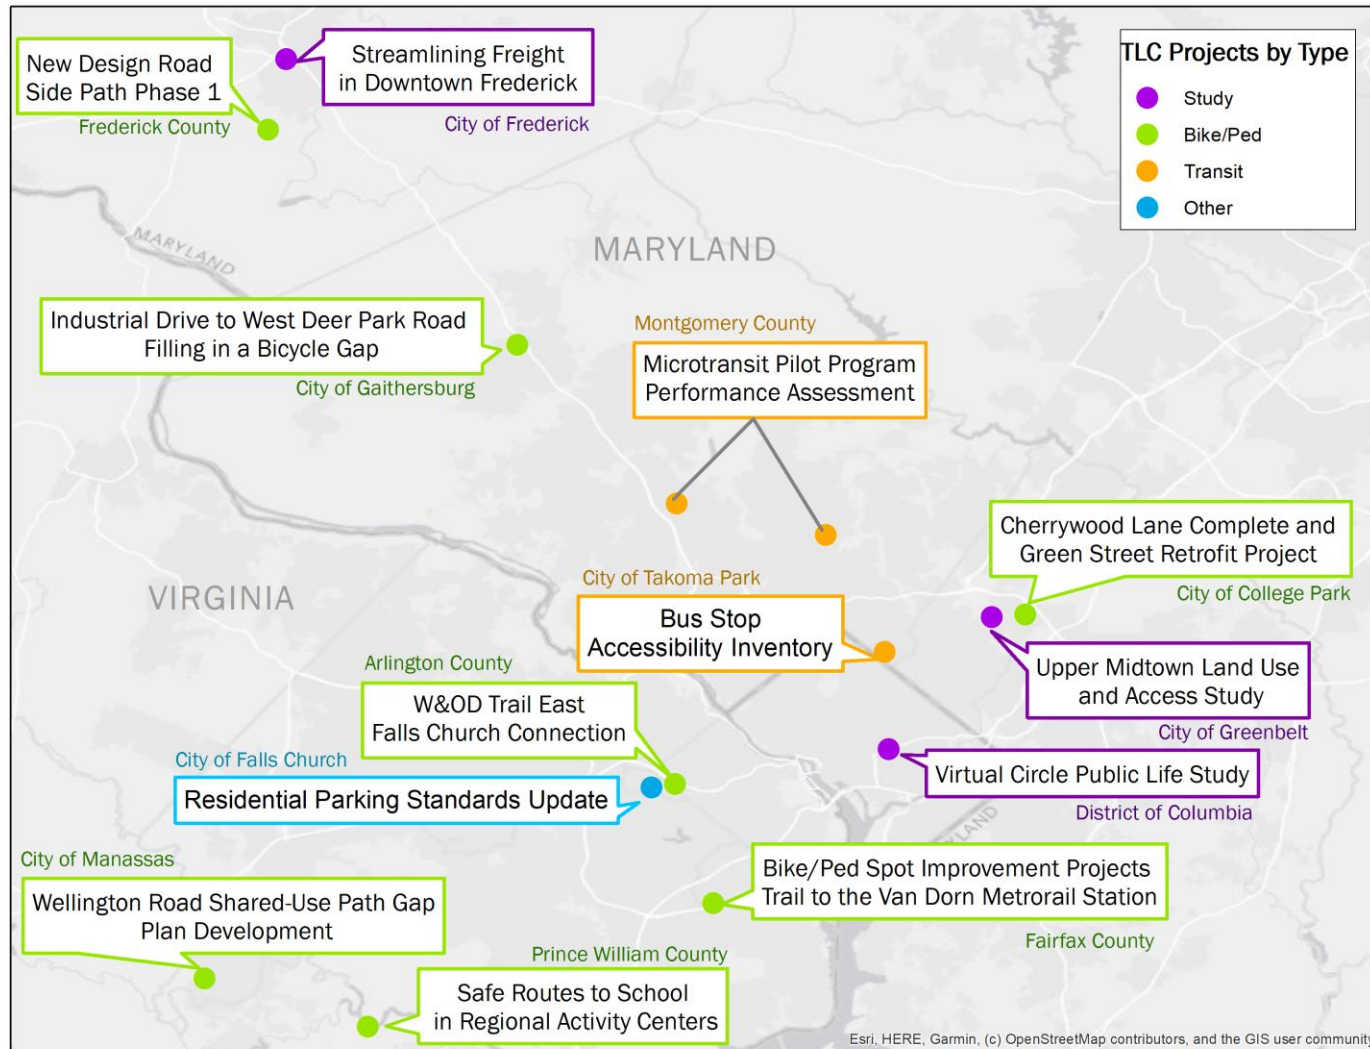 New Design Road
Side Path Phase 1
Frederick County
Streamlining Freight
in Downtown Frederick
City of Frederick
TLC Projects by Type
Study
Bike/Ped
Transit
Other
MARYLAND
MARYLAND
Industrial Drive to West Deer Park Road
Filling in a Bicycle Gap
City of Gaithersburg
Montgomery County
Microtransit Pilot Program
Performance Assessment
Cherrywood Lane Complete and
Green Street Retrofit Project
City of College Park
VIRGINIA
City of Takoma Park
Bus Stop
Accessibility Inventory
Upper Midtown Land Use
and Access Study
City of Greenbelt
Arlington County
W&OD Trail East
Falls Church Connection
City of Falls Church
Residential Parking Standards Update
Virtual Circle Public Life Study
District of Columbia
City of Manassas
Wellington Road Shared-Use Path Gap
Plan Development
Bike/Ped Spot Improvement Projects
Trail to the Van Dorn Metrorail Station
Fairfax County
Prince William County
Safe Routes to School
in Regional Activity Centers
Esri, HERE, Garmin, (c) OpenStreetMap contributors, and the GIS user community